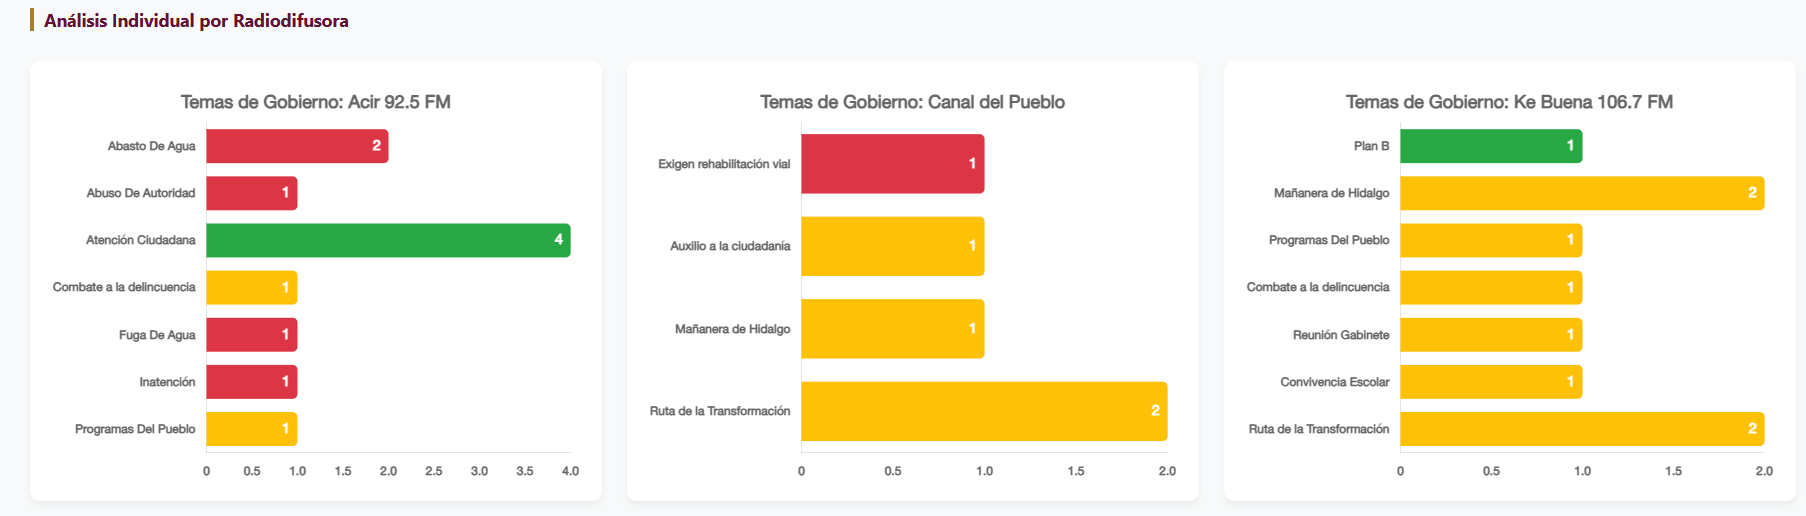 Análisis Individual por Radiodifusora
Temas de Gobierno: Acir 92.5 FM
Abasto De Agua 2
Abuso De Autoridad 1
Atención Ciudadana 4
Combate a la delincuencia 1
Fuga De Agua 1
Inatención 1
Programas Del Pueblo 1
0 0.5 1.0 1.5 2.0 2.5 3.0 3.5 4.0
Temas de Gobierno: Canal del Pueblo
Exigen rehabilitación vial 1
Auxilio a la ciudadanía 1
Mañanera de Hidalgo 1
Ruta de la Transformación 2
0 0.5 1.0 1.5 2.0
Temas de Gobierno: Ke Buena 106.7 FM
Plan B 1
Mañanera de Hidalgo 2
Programas Del Pueblo 1
Combate a la delincuencia 1
Reunión Gabinete 1
Convivencia Escolar 1
Ruta de la Transformación 2
0 0.5 1.0 1.5 2.0